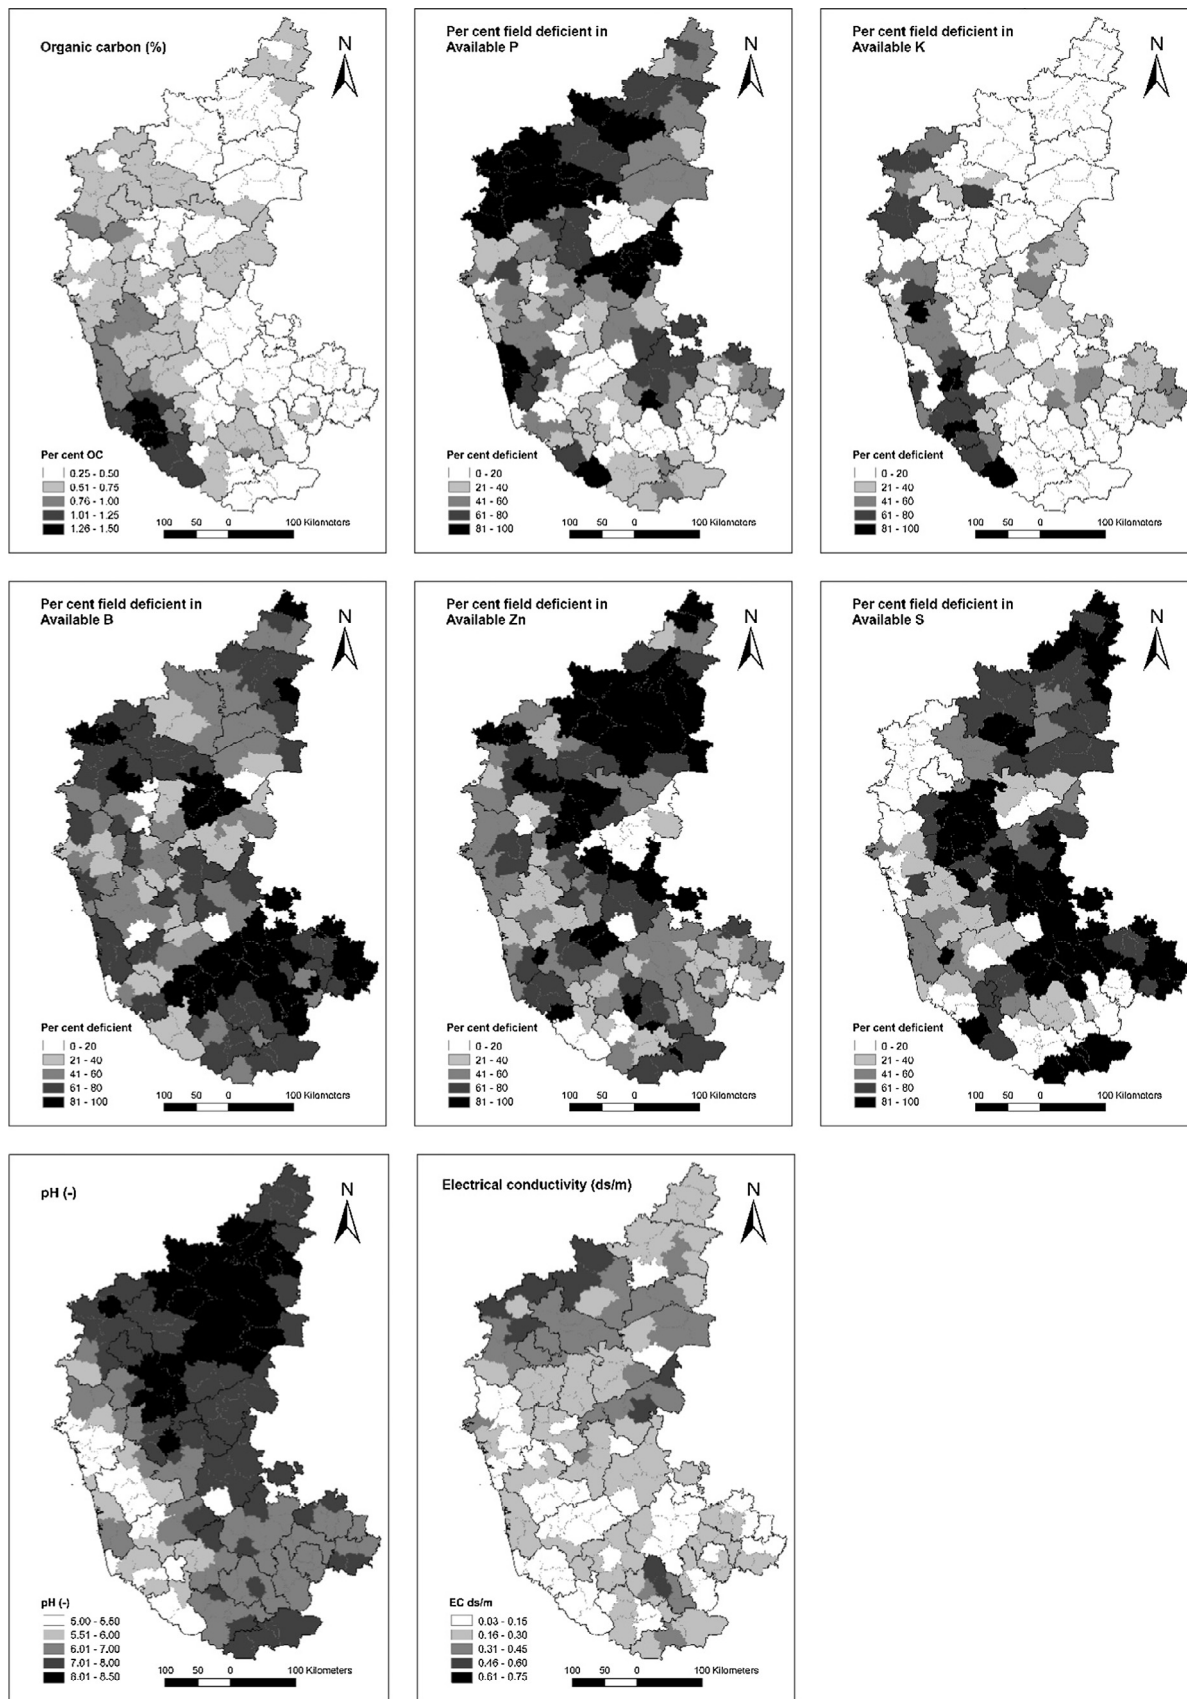 Organic carbon (%)
N
Per cent OC
0.25 - 0.50
0.51 - 0.75
0.76 - 1.00
1.01 - 1.25
1.26 - 1.50
100 50 0 100 Kilometers
Per cent field deficient in
Available P
N
Per cent deficient
0 - 20
21 - 40
41 - 60
61 - 80
81 - 100
100 50 0 100 Kilometers
Per cent field deficient in
Available K
N
Per cent deficient
0 - 20
21 - 40
41 - 60
61 - 80
81 - 100
100 50 0 100 Kilometers
Per cent field deficient in
Available B
N
Per cent deficient
0 - 20
21 - 40
41 - 60
61 - 80
81 - 100
100 50 0 100 Kilometers
Per cent field deficient in
Available Zn
N
Per cent deficient
0 - 20
21 - 40
41 - 60
61 - 80
81 - 100
100 50 0 100 Kilometers
Per cent field deficient in
Available S
N
Per cent deficient
0 - 20
21 - 40
41 - 60
61 - 80
81 - 100
100 50 0 100 Kilometers
pH (-)
N
pH (-)
5.00 - 5.50
5.51 - 6.00
6.01 - 7.00
7.01 - 8.00
8.01 - 8.50
100 50 0 100 Kilometers
Electrical conductivity (ds/m)
N
EC ds/m
0.03 - 0.15
0.16 - 0.30
0.31 - 0.45
0.46 - 0.60
0.61 - 0.75
100 50 0 100 Kilometers